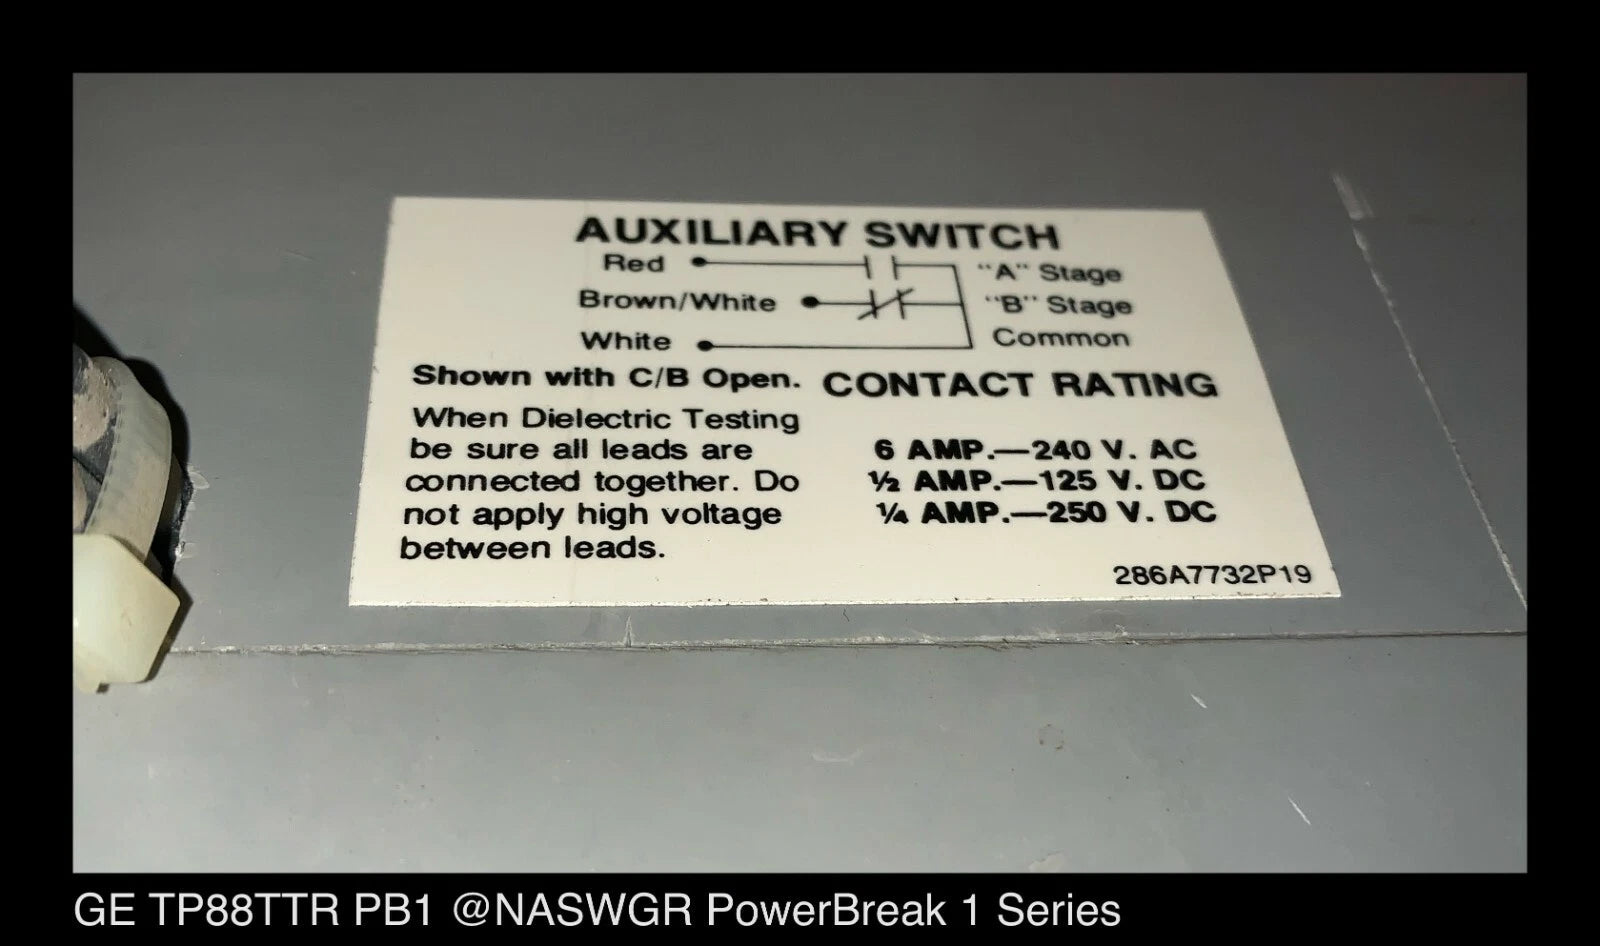 AUXILIARY SWITCH
Red "A" Stage
Brown/White "B" Stage
White Common
Shown with C/B Open. CONTACT RATING
When Dielectric Testing
be sure all leads are
connected together. Do
not apply high voltage
between leads.
6 AMP.—240 V. AC
½ AMP.—125 V. DC
¼ AMP.—250 V. DC
286A7732P19
GE TP88TTR PB1 @NASWGR PowerBreak 1 Series